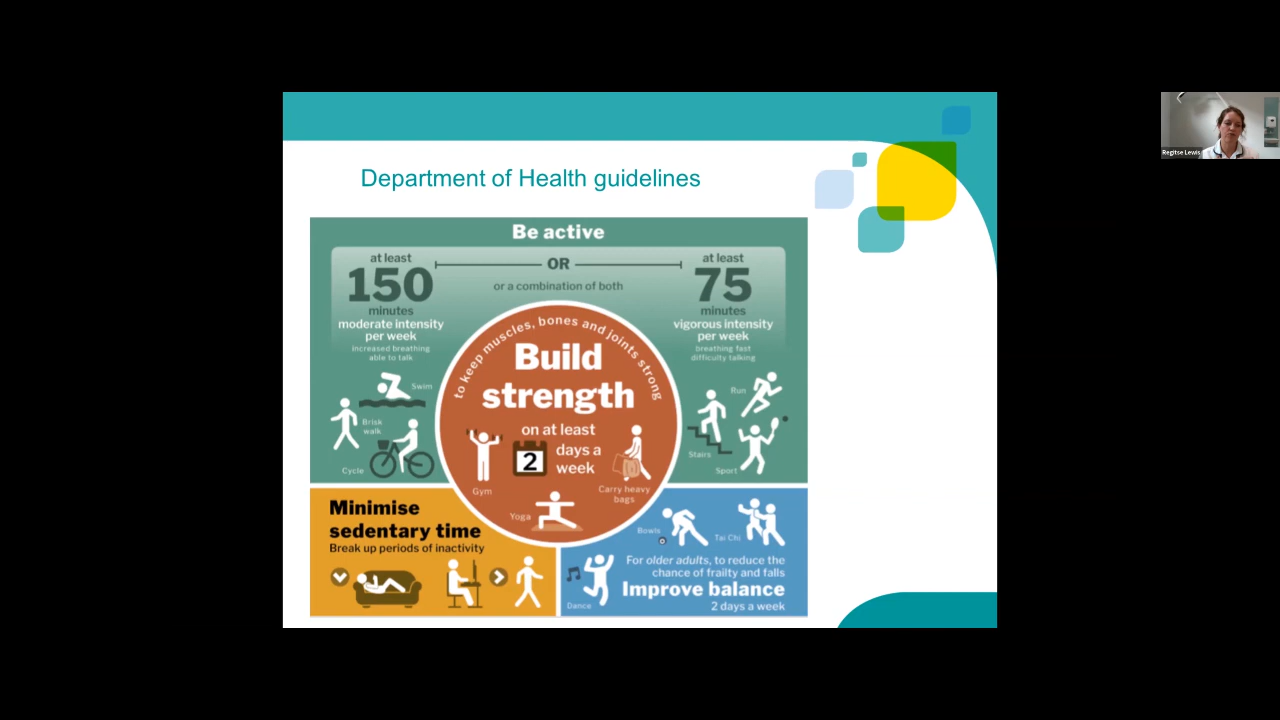 Department of Health guidelines
Be active
at least
150
minutes
moderate intensity
per week
increased breathing
able to talk
OR
or a combination of both
at least
75
minutes
vigorous intensity
per week
breathing fast
difficulty talking
Swim
Brisk
walk
Cycle
to keep muscles, bones and joints strong
Build
strength
on at least
2
days a
week
Gym
Yoga
Carry heavy
bags
Run
Stairs
Sport
Minimise
sedentary time
Break up periods of inactivity
Bowls
Tai Chi
Dance
For older adults, to reduce the
chance of frailty and falls
Improve balance
2 days a week
Regitse Lewis